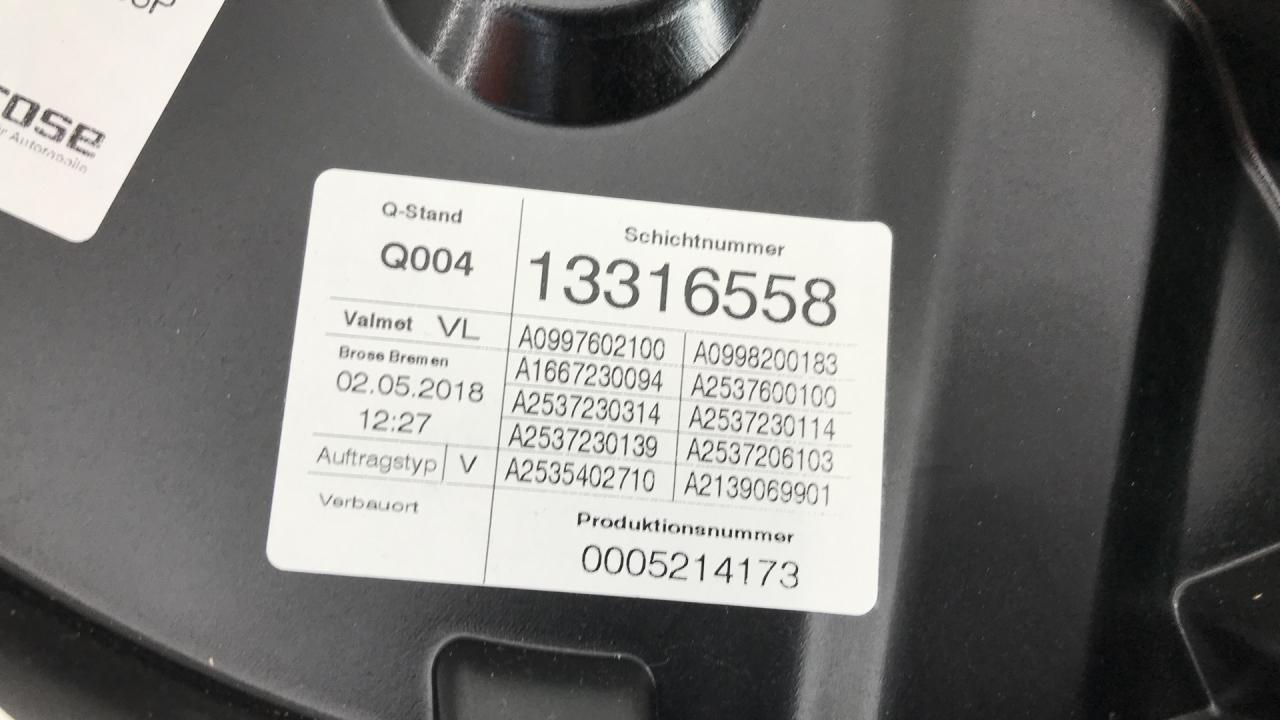 Q-Stand
Q004
Valmet VL
Brose Bremen
02.05.2018
12:27
Auftragstyp V
Verbauort
Schichtnummer
13316558
A0997602100 A0998200183
A1667230094 A2537600100
A2537230314 A2537230114
A2537230139 A2537206103
A2535402710 A2139069901
Produktionsnummer
0005214173